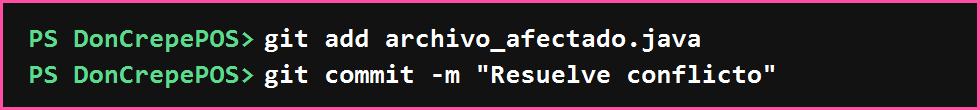 PS DonCrepePOS> git add archivo_afectado.java
PS DonCrepePOS> git commit -m "Resuelve conflicto"